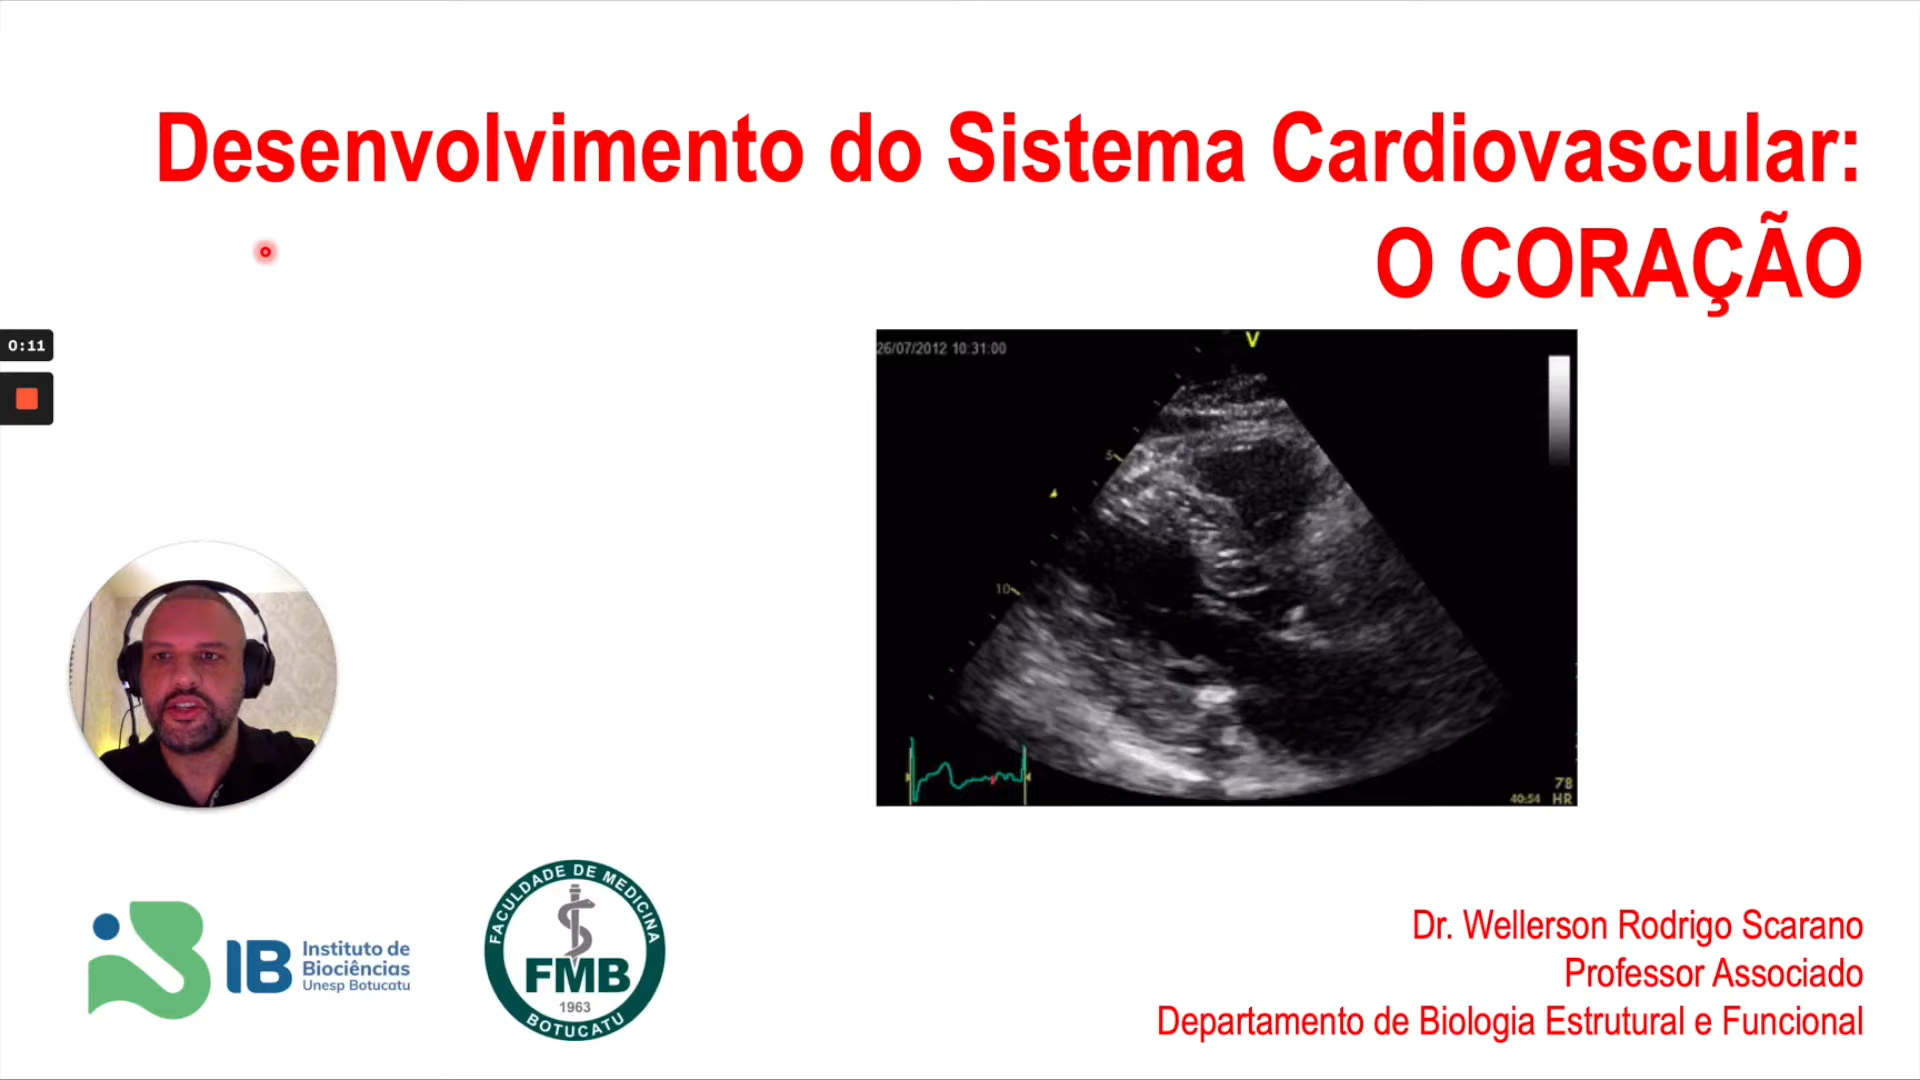 Desenvolvimento do Sistema Cardiovascular:
O CORAÇÃO
0:11
26/07/2012 10:31:00
V
5
10
78
40:54 HR
Instituto de
IB Biociências
Unesp Botucatu
FACULDADE DE MEDICINA
FMB
1963
BOTUCATU
Dr. Wellerson Rodrigo Scarano
Professor Associado
Departamento de Biologia Estrutural e Funcional